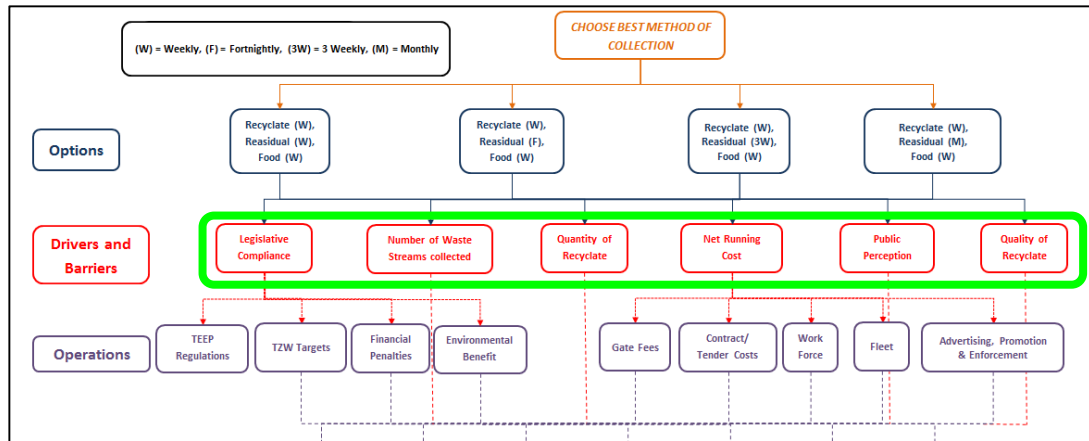 CHOOSE BEST METHOD OF
COLLECTION
(W) = Weekly, (F) = Fortnightly, (3W) = 3 Weekly, (M) = Monthly
Options
Recyclate (W),
Reasidual (W),
Food (W)
Recyclate (W),
Reasidual (F),
Food (W)
Recyclate (W),
Reasidual (3W),
Food (W)
Recyclate (W),
Reasidual (M),
Food (W)
Drivers and
Barriers
Legislative
Compliance
Number of Waste
Streams collected
Quantity of
Recyclate
Net Running
Cost
Public
Perception
Quality of
Recyclate
Operations
TEEP
Regulations
TZW Targets
Financial
Penalties
Environmental
Benefit
Gate Fees
Contract/
Tender Costs
Work
Force
Fleet
Advertising, Promotion
& Enforcement